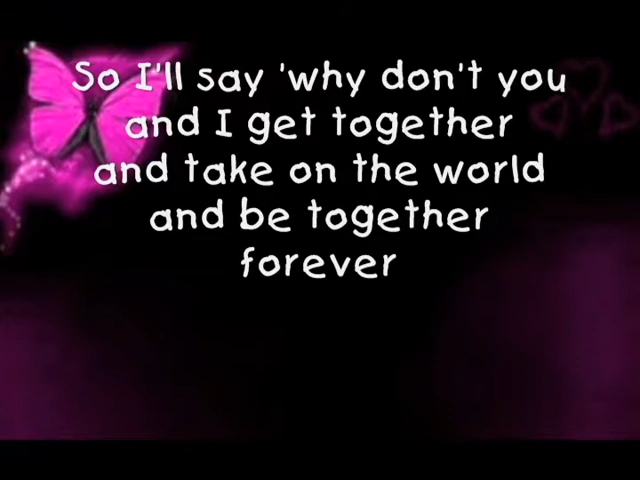 So I'll say 'why don't you
and I get together
and take on the world
and be together
forever